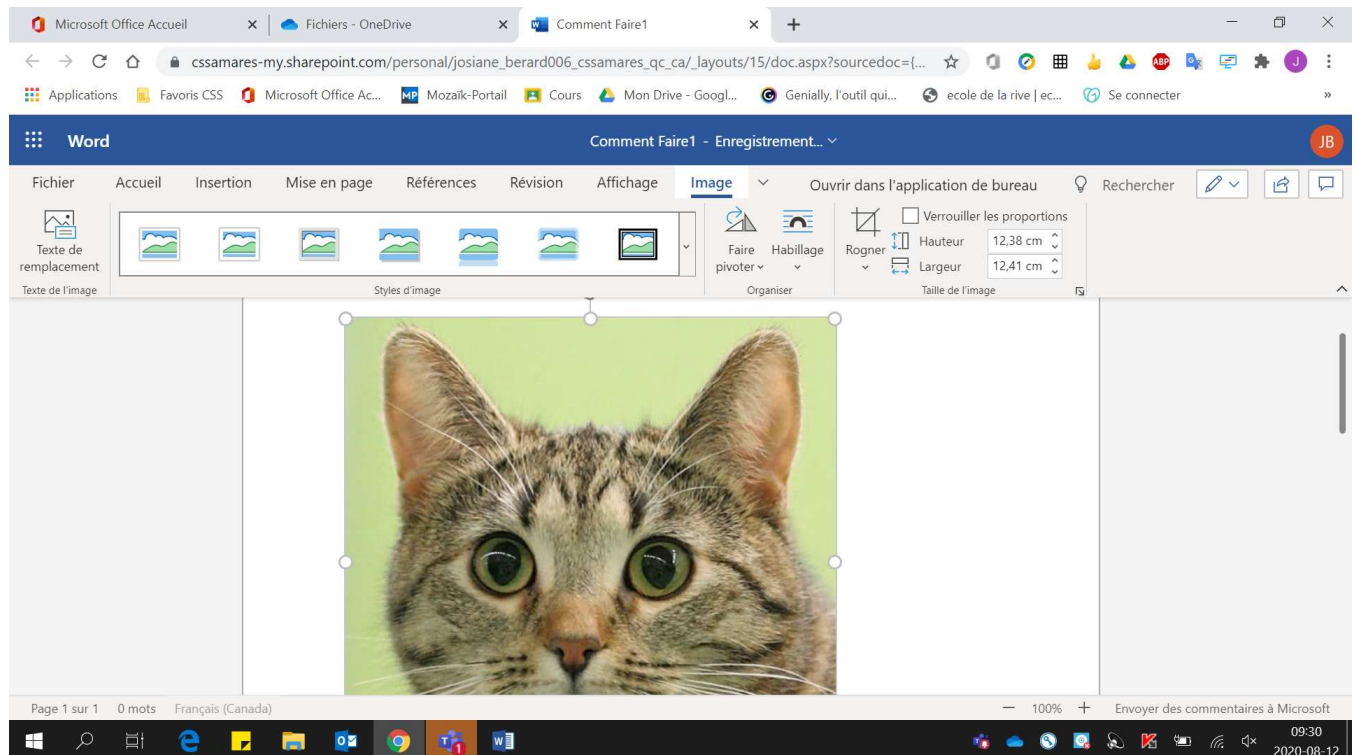 Microsoft Office Accueil
Fichiers - OneDrive
Comment Faire1
cssamares-my.sharepoint.com/personal/josiane_berard006_cssamares_qc_ca/_layouts/15/doc.aspx?sourcedoc={...
ABP
J
Applications
Favoris CSS
Microsoft Office Ac...
MP Mozaïk-Portail
Cours
Mon Drive - Googl...
Genially, l'outil qui...
ecole de la rive | ec...
Se connecter
»
Word
Comment Faire1 - Enregistrement...
JB
Fichier
Accueil
Insertion
Mise en page
Références
Révision
Affichage
Image
Ouvrir dans l'application de bureau
Rechercher
Texte de
remplacement
Faire
pivoter
Habillage
Rogner
Verrouiller les proportions
Hauteur 12,38 cm
Largeur 12,41 cm
Texte de l'image
Styles d'image
Organiser
Taille de l'image
Page 1 sur 1
0 mots
Français (Canada)
100%
Envoyer des commentaires à Microsoft
09:30
2020-08-12